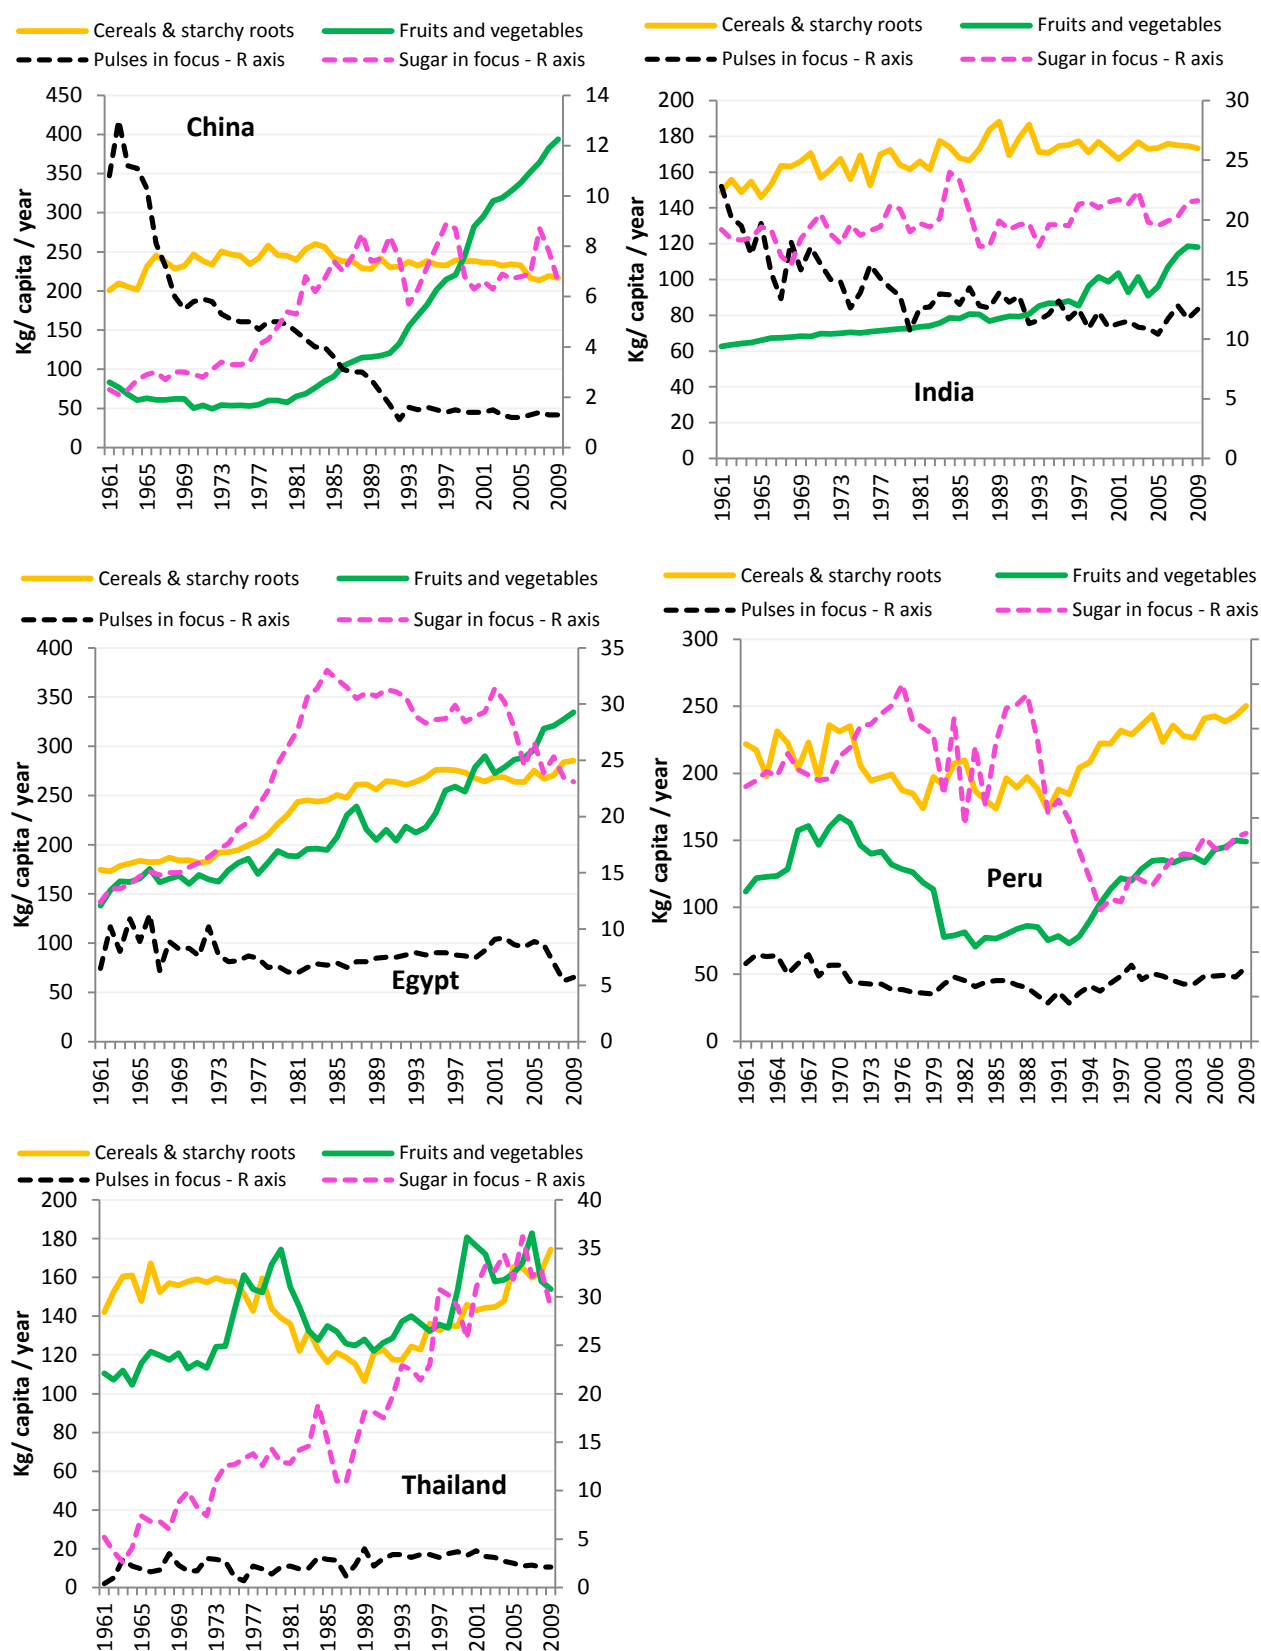 Cereals & starchy roots Fruits and vegetables
Pulses in focus - R axis Sugar in focus - R axis
China
Kg/ capita / year
450 400 350 300 250 200 150 100 50 0
14 12 10 8 6 4 2 0
1961 1965 1969 1973 1977 1981 1985 1989 1993 1997 2001 2005 2009
Cereals & starchy roots Fruits and vegetables
Pulses in focus - R axis Sugar in focus - R axis
India
Kg/ capita / year
200 180 160 140 120 100 80 60 40 20 0
30 25 20 15 10 5 0
1961 1965 1969 1973 1977 1981 1985 1989 1993 1997 2001 2005 2009
Cereals & starchy roots Fruits and vegetables
Pulses in focus - R axis Sugar in focus - R axis
Egypt
Kg/ capita / year
400 350 300 250 200 150 100 50 0
35 30 25 20 15 10 5 0
1961 1965 1969 1973 1977 1981 1985 1989 1993 1997 2001 2005 2009
Cereals & starchy roots Fruits and vegetables
Pulses in focus - R axis Sugar in focus - R axis
Peru
Kg/ capita / year
300 250 200 150 100 50 0
1961 1964 1967 1970 1973 1976 1979 1982 1985 1988 1991 1994 1997 2000 2003 2006 2009
Cereals & starchy roots Fruits and vegetables
Pulses in focus - R axis Sugar in focus - R axis
Thailand
Kg/ capita / year
200 180 160 140 120 100 80 60 40 20 0
40 35 30 25 20 15 10 5 0
1961 1965 1969 1973 1977 1981 1985 1989 1993 1997 2001 2005 2009